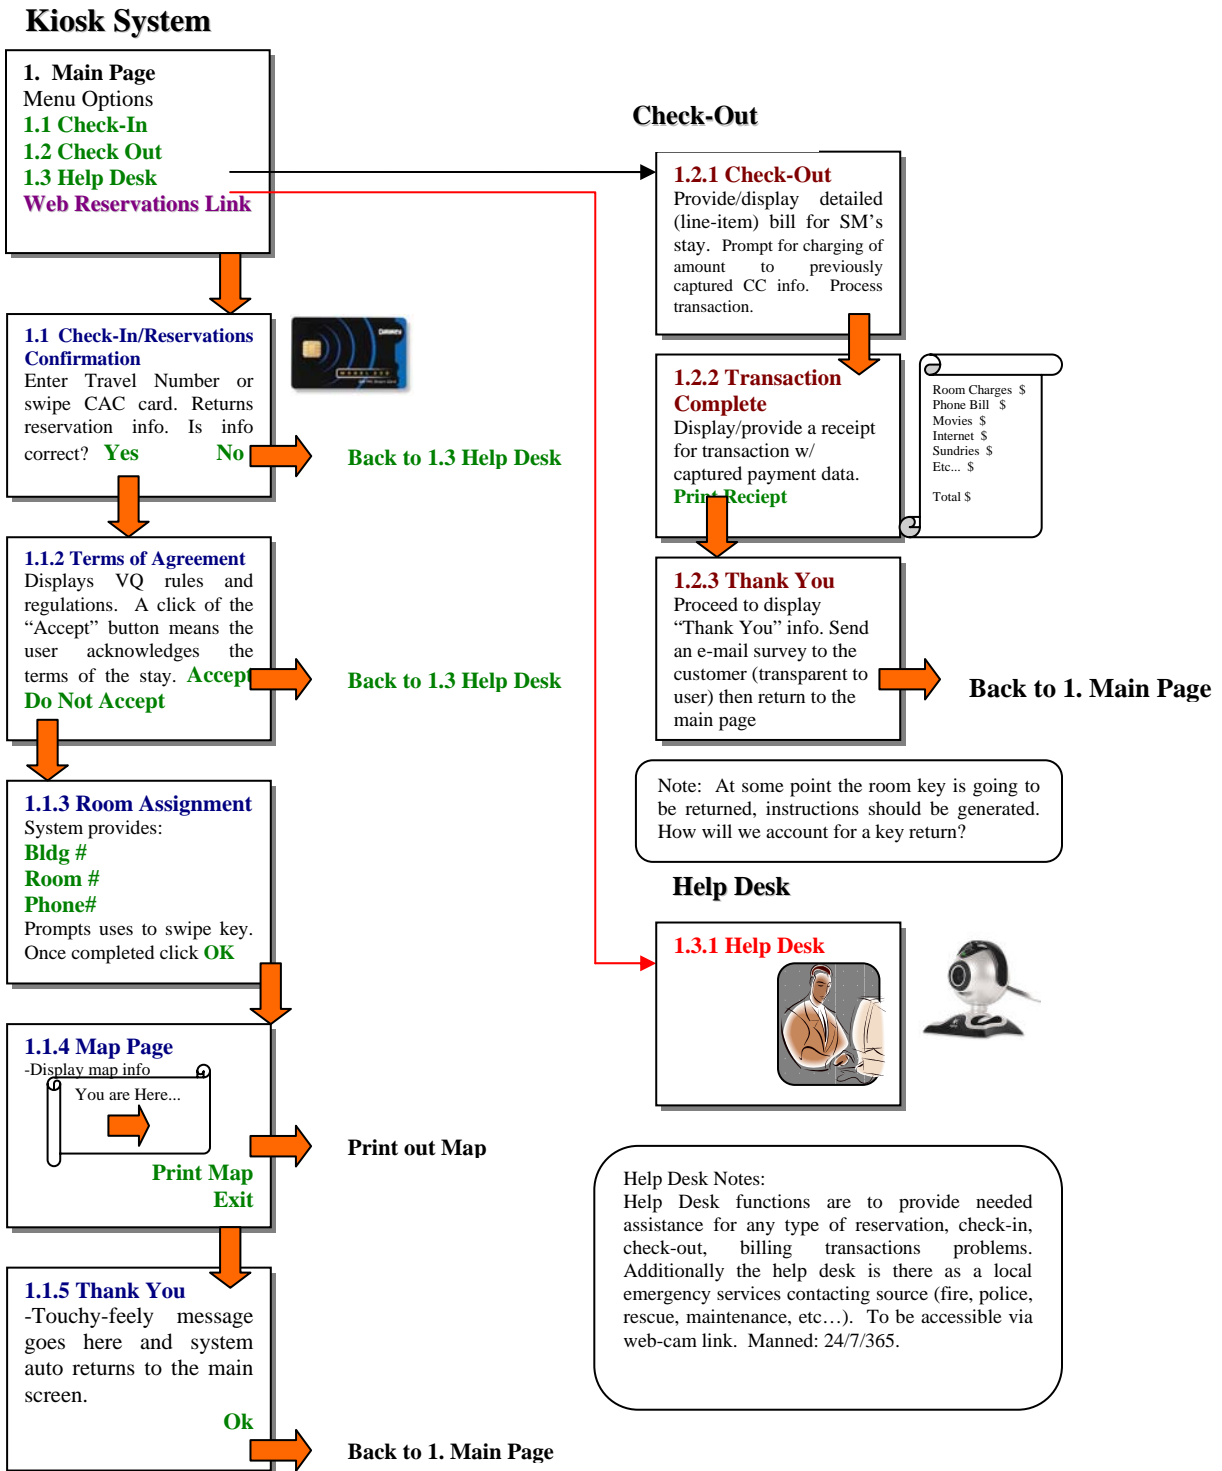 Kiosk System
1. Main Page
Menu Options
1.1 Check-In
1.2 Check Out
1.3 Help Desk
Web Reservations Link
1.1 Check-In/Reservations
Confirmation
Enter Travel Number or
swipe CAC card. Returns
reservation info. Is info
correct? Yes No
Back to 1.3 Help Desk
1.1.2 Terms of Agreement
Displays VQ rules and
regulations. A click of the
“Accept” button means the
user acknowledges the
terms of the stay. Accept
Do Not Accept
Back to 1.3 Help Desk
1.1.3 Room Assignment
System provides:
Bldg #
Room #
Phone#
Prompts uses to swipe key.
Once completed click OK
1.1.4 Map Page
-Display map info
You are Here...
Print Map
Exit
Print out Map
1.1.5 Thank You
-Touchy-feely message
goes here and system
auto returns to the main
screen.
Ok
Back to 1. Main Page
Check-Out
1.2.1 Check-Out
Provide/display detailed
(line-item) bill for SM’s
stay. Prompt for charging of
amount to previously
captured CC info. Process
transaction.
1.2.2 Transaction
Complete
Display/provide a receipt
for transaction w/
captured payment data.
Print Reciept
Room Charges $
Phone Bill $
Movies $
Internet $
Sundries $
Etc... $
Total $
1.2.3 Thank You
Proceed to display
“Thank You” info. Send
an e-mail survey to the
customer (transparent to
user) then return to the
main page
Back to 1. Main Page
Note: At some point the room key is going to
be returned, instructions should be generated.
How will we account for a key return?
Help Desk
1.3.1 Help Desk
Help Desk Notes:
Help Desk functions are to provide needed
assistance for any type of reservation, check-in,
check-out, billing transactions problems.
Additionally the help desk is there as a local
emergency services contacting source (fire, police,
rescue, maintenance, etc…). To be accessible via
web-cam link. Manned: 24/7/365.